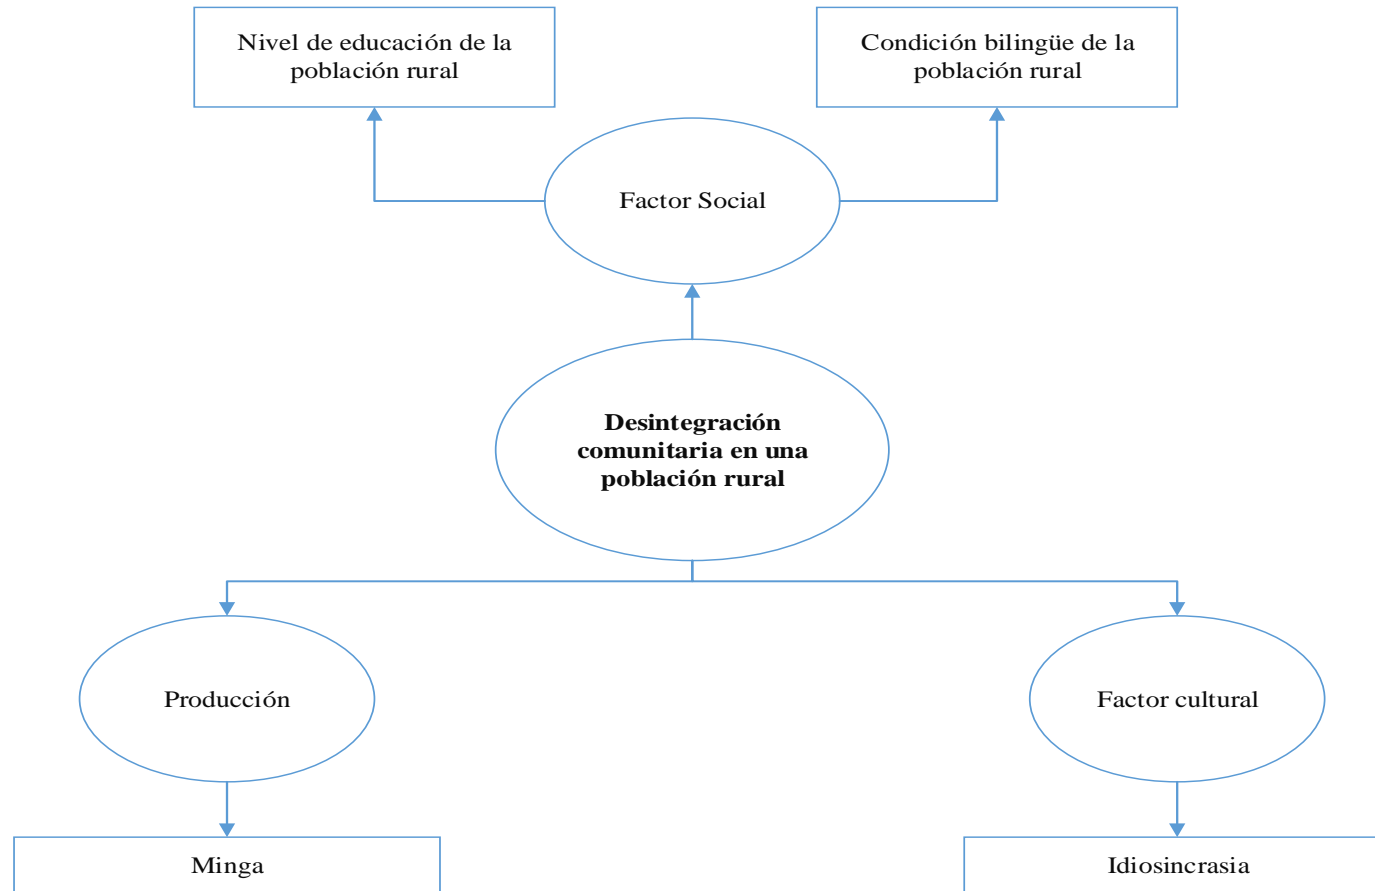 Nivel de educación de la
población rural
Condición bilingüe de la
población rural
Factor Social
Desintegración
comunitaria en una
población rural
Producción
Factor cultural
Minga
Idiosincrasia